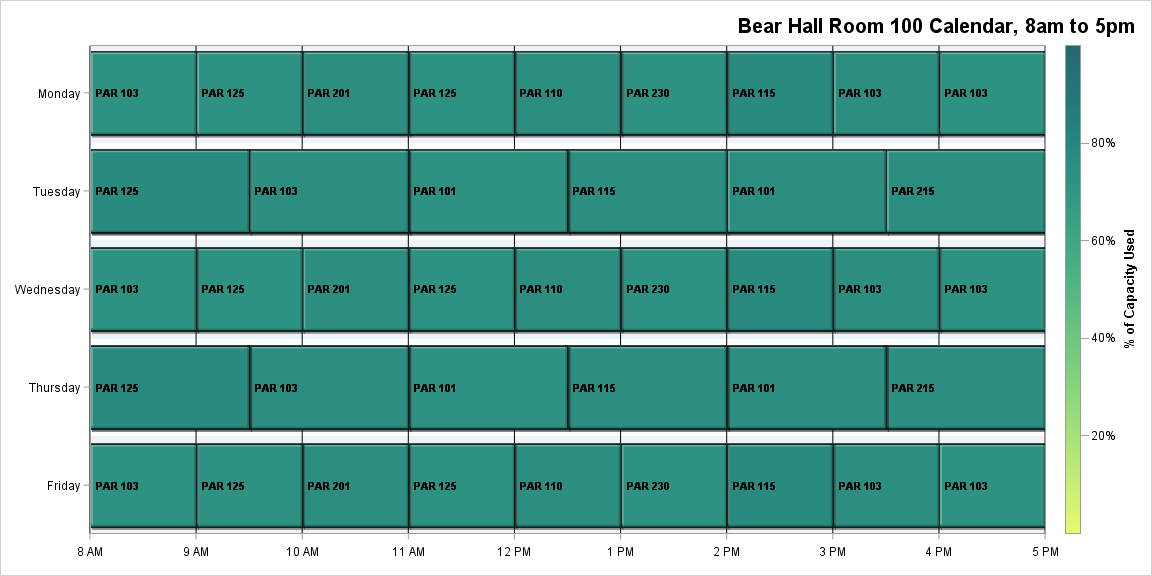 Bear Hall Room 100 Calendar, 8am to 5pm
Monday
PAR 103 PAR 125 PAR 201 PAR 125 PAR 110 PAR 230 PAR 115 PAR 103 PAR 103
Tuesday
PAR 125 PAR 103 PAR 101 PAR 115 PAR 101 PAR 215
Wednesday
PAR 103 PAR 125 PAR 201 PAR 125 PAR 110 PAR 230 PAR 115 PAR 103 PAR 103
Thursday
PAR 125 PAR 103 PAR 101 PAR 115 PAR 101 PAR 215
Friday
PAR 103 PAR 125 PAR 201 PAR 125 PAR 110 PAR 230 PAR 115 PAR 103 PAR 103
8 AM 9 AM 10 AM 11 AM 12 PM 1 PM 2 PM 3 PM 4 PM 5 PM
80%
60%
40%
20%
% of Capacity Used